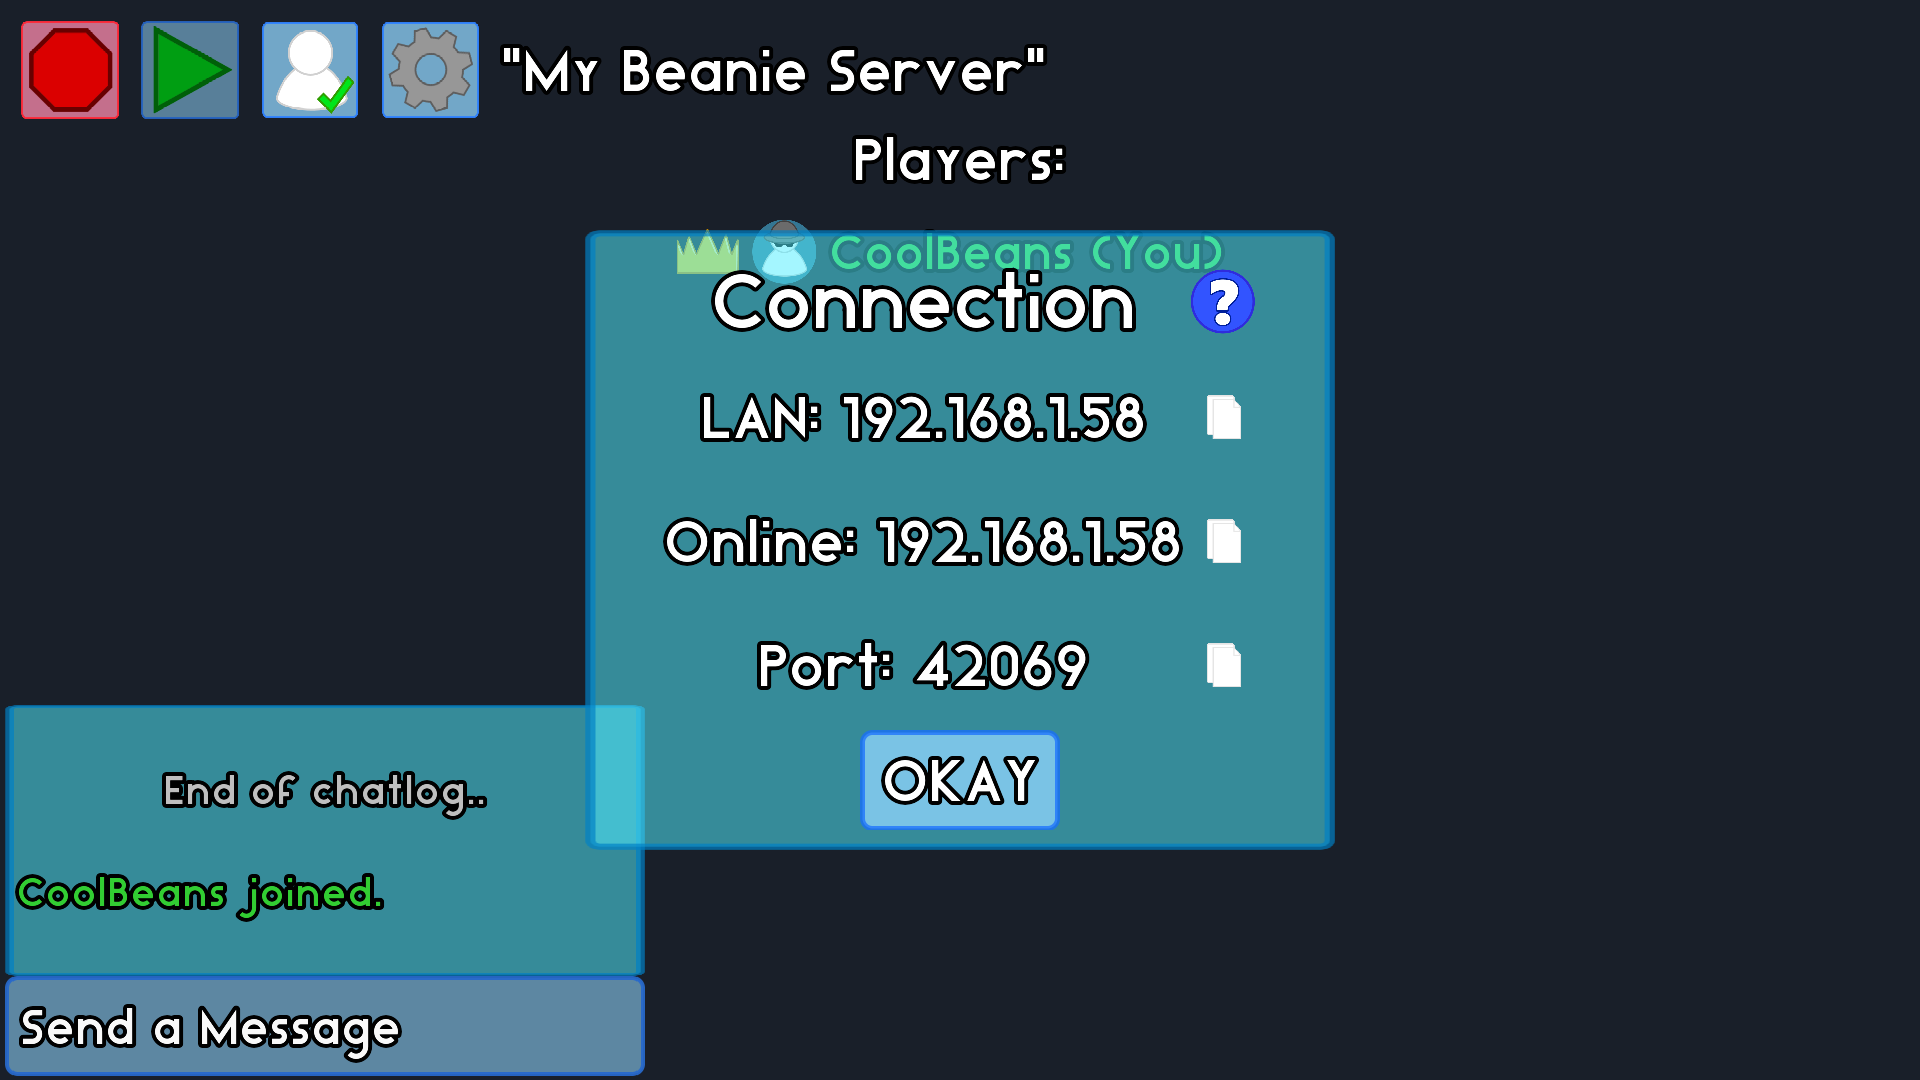 "My Beanie Server"
Players:
CoolBeans (You)
Connection
?
LAN: 192.168.1.58
Online: 192.168.1.58
Port: 42069
OKAY
End of chatlog..
CoolBeans joined.
Send a Message